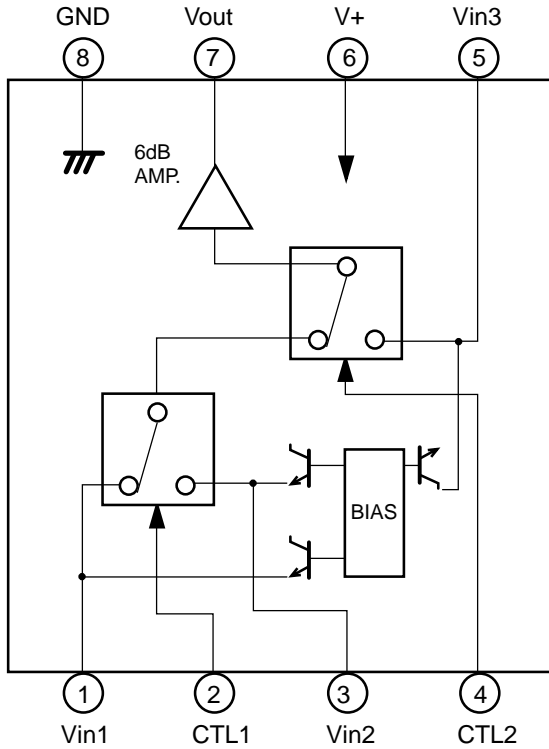 GND Vout V+ Vin3
8 7 6 5
6dB
AMP.
BIAS
1 2 3 4
Vin1 CTL1 Vin2 CTL2